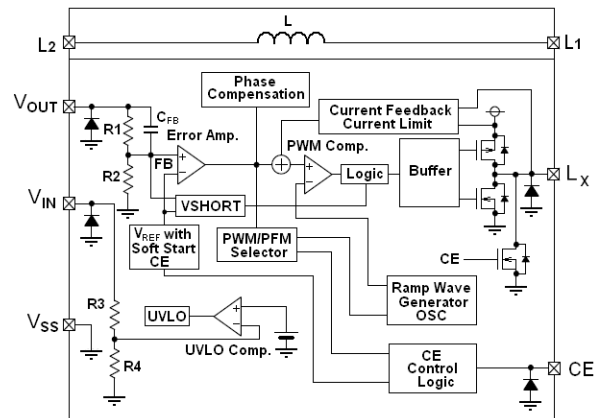 L
L2
L1
Phase
Compensation
VOUT
CFB
Current Feedback
Current Limit
R1
Error Amp.
PWM Comp.
FB
Logic
Buffer
R2
LX
VIN
VSHORT
VREF with
Soft Start
CE
PWM/PFM
Selector
CE
Ramp Wave
Generator
OSC
R3
UVLO
VSS
R4
UVLO Comp.
CE
Control
Logic
CE